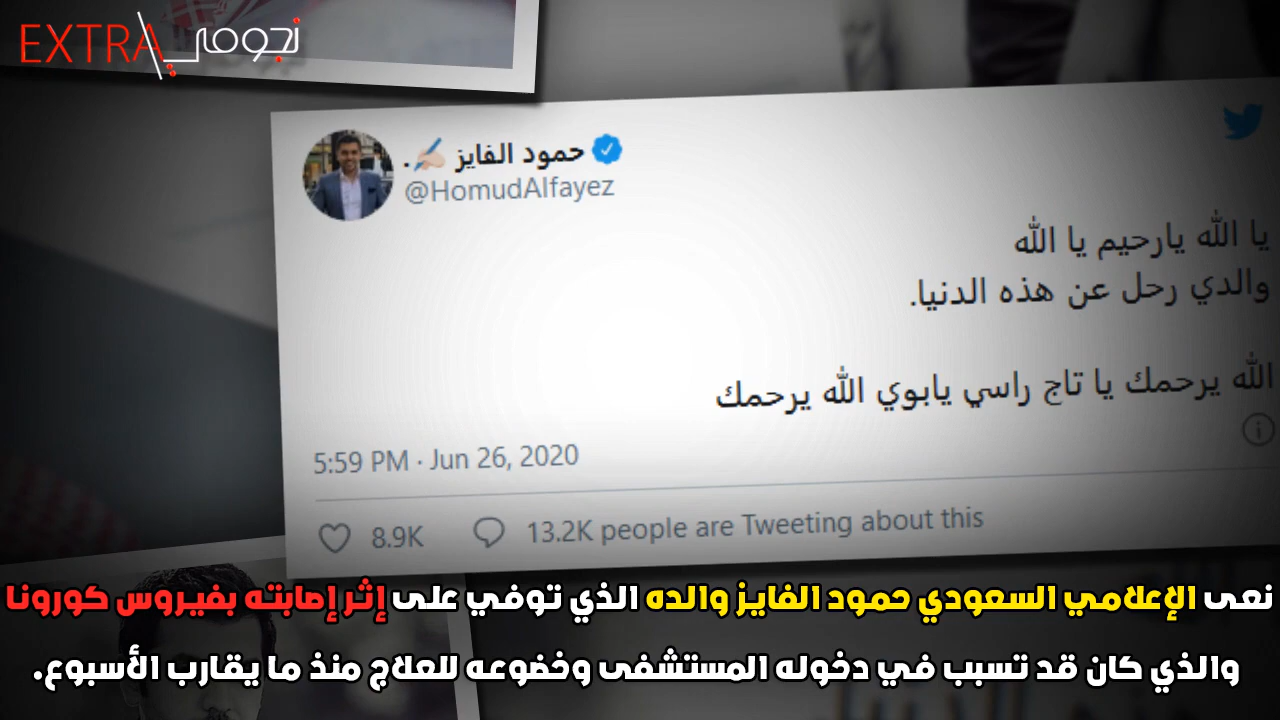 EXTRA نجومي
حمود الفايز ✍🏻 .
@HomudAlfayez
يا الله يارحيم يا الله
والدي رحل عن هذه الدنيا.
الله يرحمك يا تاج راسي يابوي الله يرحمك
5:59 PM · Jun 26, 2020
8.9K 13.2K people are Tweeting about this
نعى الإعلامي السعودي حمود الفايز والده الذي توفي على إثر إصابته بفيروس كورونا
والذي كان قد تسبب في دخوله المستشفى وخضوعه للعلاج منذ ما يقارب الأسبوع.